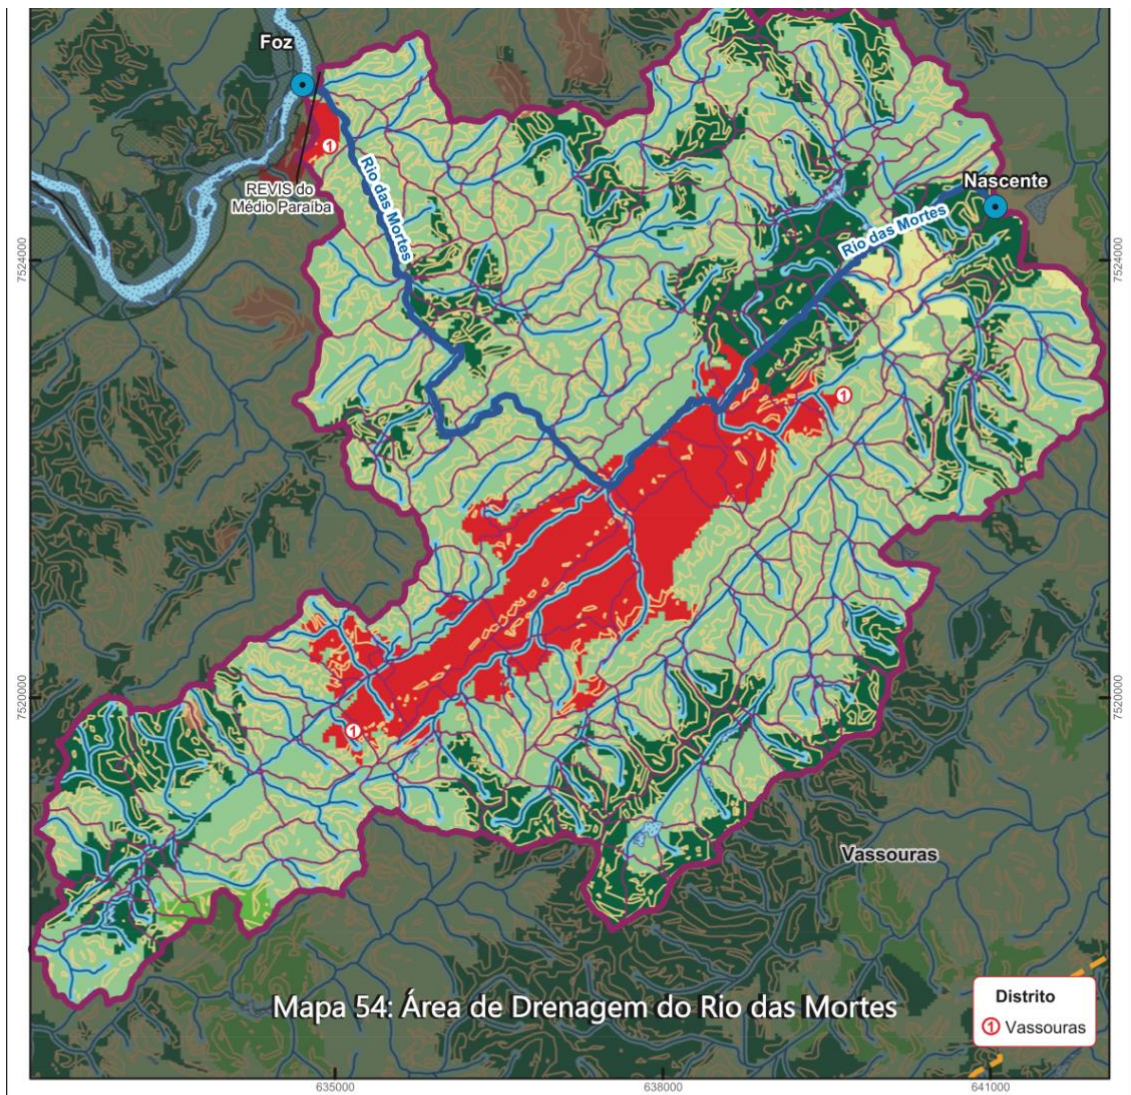 Foz
1
Rio das Mortes
REVIS do
Médio Paraíba
Nascente
Rio das Mortes
7524000
7524000
1
7520000
7520000
1
Vassouras
Mapa 54: Área de Drenagem do Rio das Mortes
Distrito
1 Vassouras
635000
638000
641000